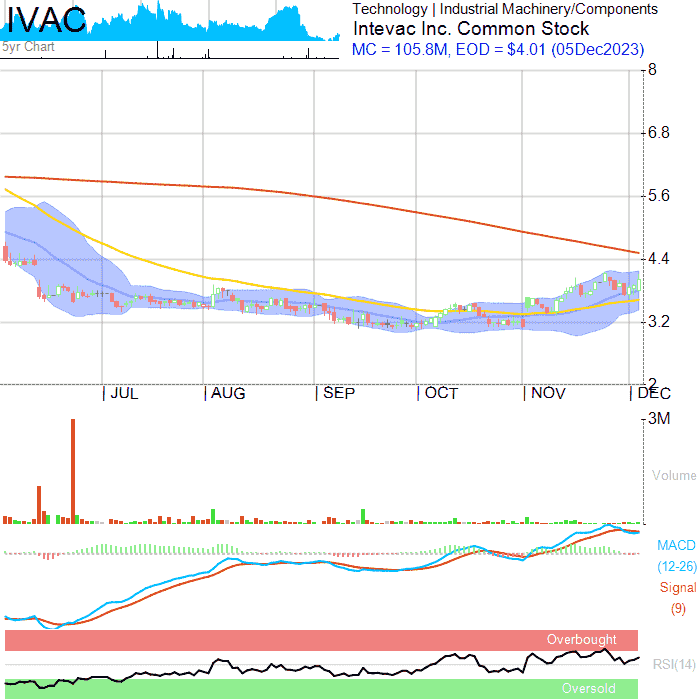 IVAC
5yr Chart
Technology | Industrial Machinery/Components
Intevac Inc. Common Stock
MC = 105.8M, EOD = $4.01 (05Dec2023)
8
6.8
5.6
4.4
3.2
2
JUL
AUG
SEP
OCT
NOV
DEC
3M
Volume
MACD
(12-26)
Signal
(9)
Overbought
RSI(14)
Oversold